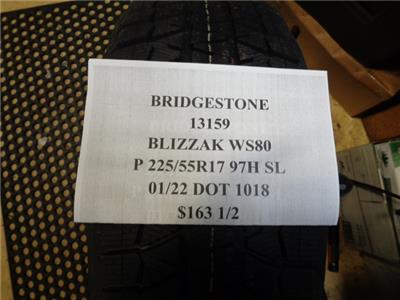 BRIDGESTONE
13159
BLIZZAK WS80
P 225/55R17 97H SL
01/22 DOT 1018
$163 1/2